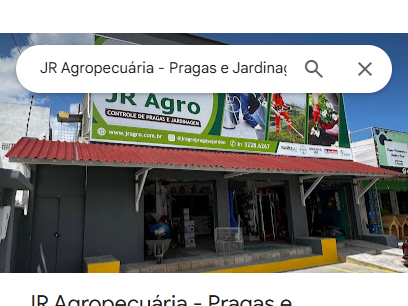 JR Agropecuária - Pragas e Jardinag
JR Agro
CONTROLE DE PRAGAS E JARDINAGEM
www.jragro.com.br
jragropragasejardim
81 3228.6267
JR Agropecuária - Pragas e